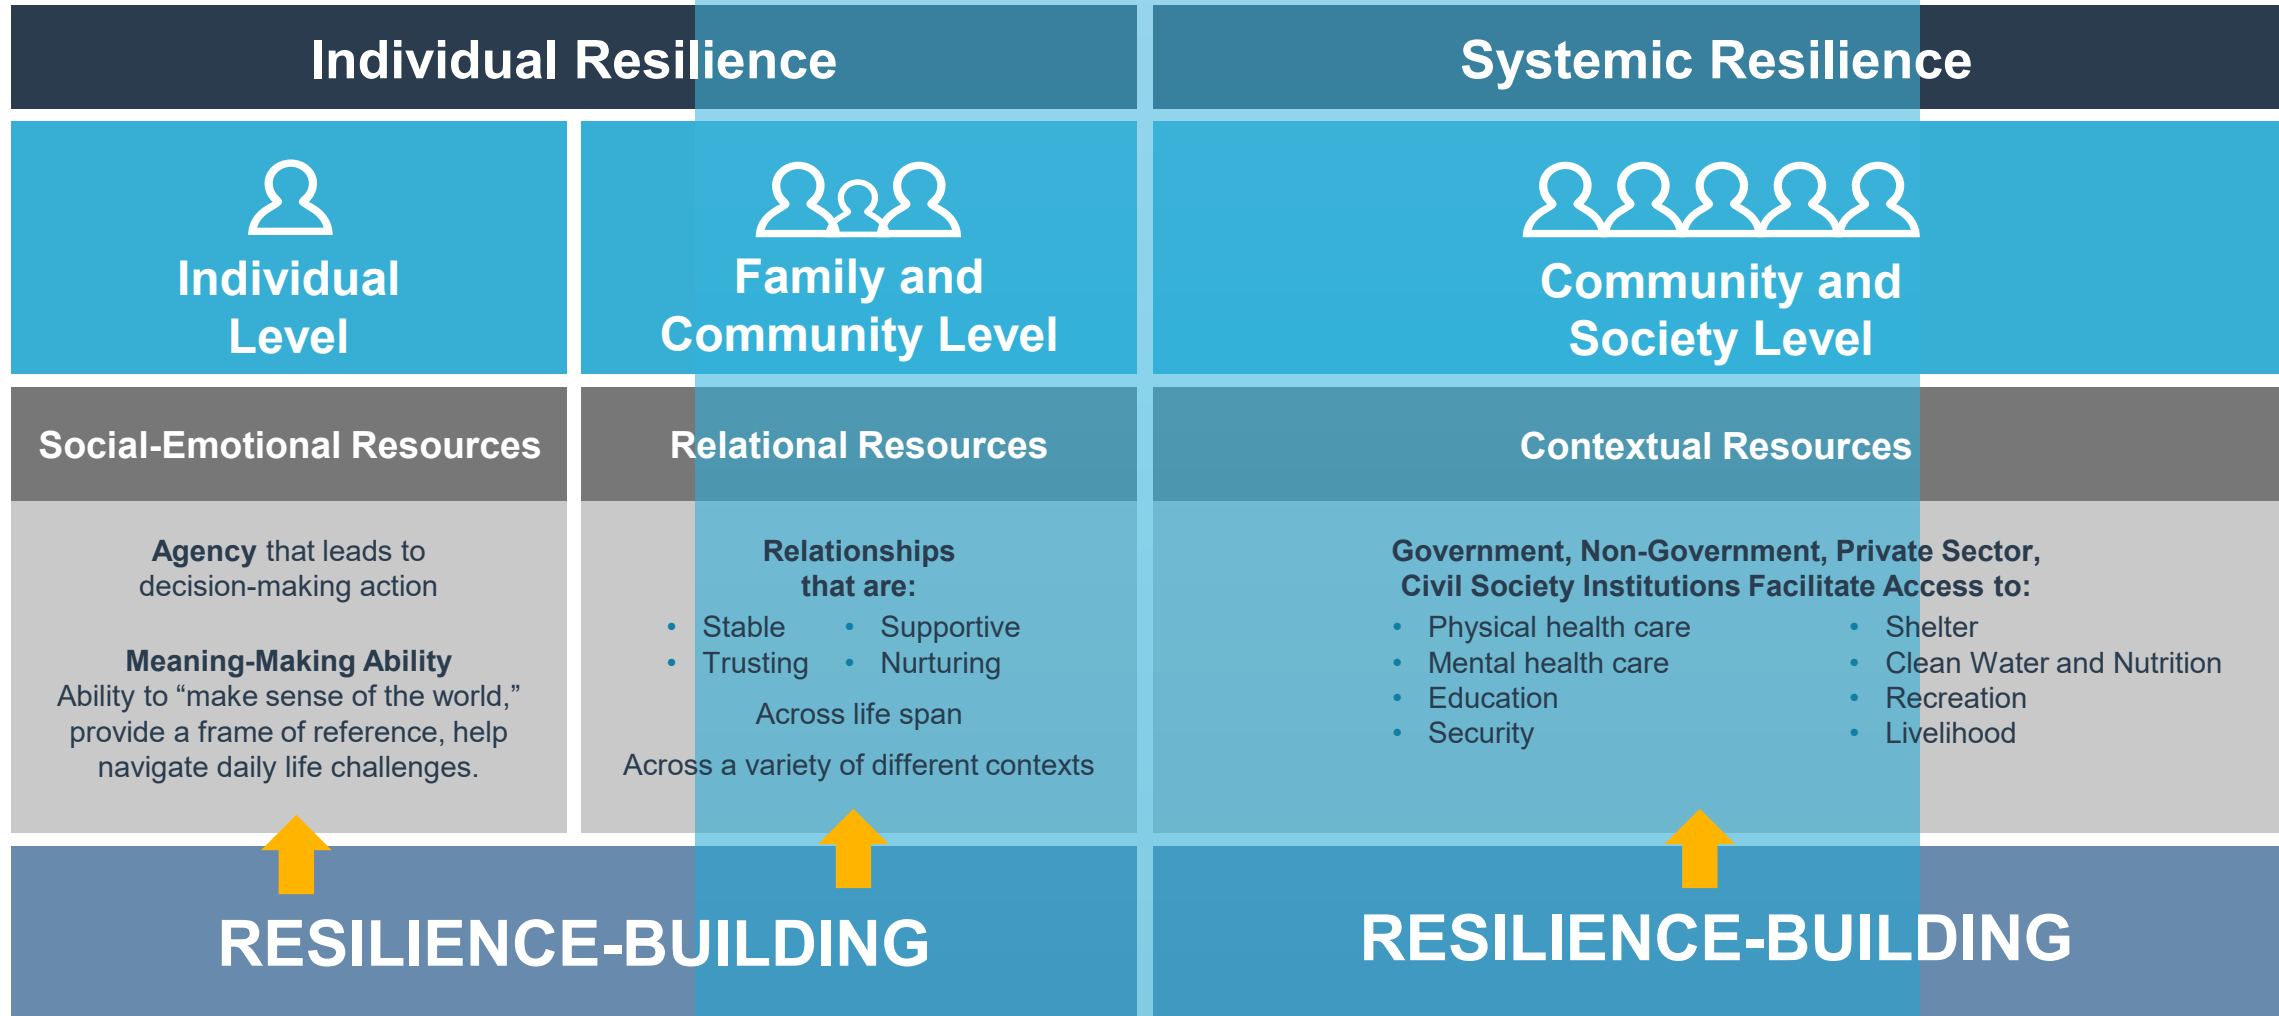 Individual Resilience
Systemic Resilience
Individual
Level
Family and
Community Level
Community and
Society Level
Social-Emotional Resources
Relational Resources
Contextual Resources
Agency that leads to
decision-making action
Meaning-Making Ability
Ability to “make sense of the world,”
provide a frame of reference, help
navigate daily life challenges.
Relationships
that are:
• Stable • Supportive
• Trusting • Nurturing
Across life span
Across a variety of different contexts
Government, Non-Government, Private Sector,
Civil Society Institutions Facilitate Access to:
• Physical health care
• Mental health care
• Education
• Security
• Shelter
• Clean Water and Nutrition
• Recreation
• Livelihood
RESILIENCE-BUILDING
RESILIENCE-BUILDING